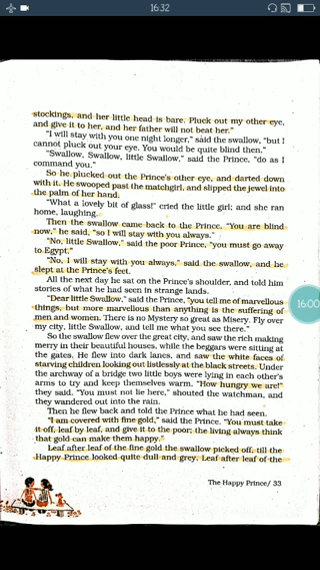 16:32
stockings, and her little head is bare. Pluck out my other eye,
and give it to her, and her father will not beat her."
"I will stay with you one night longer," said the swallow, "but I
cannot pluck out your eye. You would be quite blind then."
"Swallow, Swallow, little Swallow," said the Prince, "do as I
command you."
So he plucked out the Prince's other eye, and darted down
with it. He swooped past the matchgirl, and slipped the jewel into
the palm of her hand.
"What a lovely bit of glass!" cried the little girl; and she ran
home, laughing.
Then the swallow came back to the Prince. "You are blind
now," he said, "so I will stay with you always."
"No, little Swallow," said the poor Prince, "you must go away
to Egypt."
"No, I will stay with you always," said the swallow, and he
slept at the Prince's feet.
All the next day he sat on the Prince's shoulder, and told him
stories of what he had seen in strange lands.
"Dear little Swallow," said the Prince, "you tell me of marvellous
things, but more marvellous than anything is the suffering of
men and women. There is no Mystery so great as Misery. Fly over
my city, little Swallow, and tell me what you see there."
So the swallow flew over the great city, and saw the rich making
merry in their beautiful houses, while the beggars were sitting at
the gates. He flew into dark lanes, and saw the white faces of
starving children looking out listlessly at the black streets. Under
the archway of a bridge two little boys were lying in each other's
arms to try and keep themselves warm. "How hungry we are!"
they said. "You must not lie here," shouted the watchman, and
they wandered out into the rain.
Then he flew back and told the Prince what he had seen.
"I am covered with fine gold," said the Prince. "You must take
it off, leaf by leaf, and give it to the poor; the living always think
that gold can make them happy."
Leaf after leaf of the fine gold the swallow picked off, till the
Happy Prince looked quite dull and grey. Leaf after leaf of the
The Happy Prince/ 33
16:00